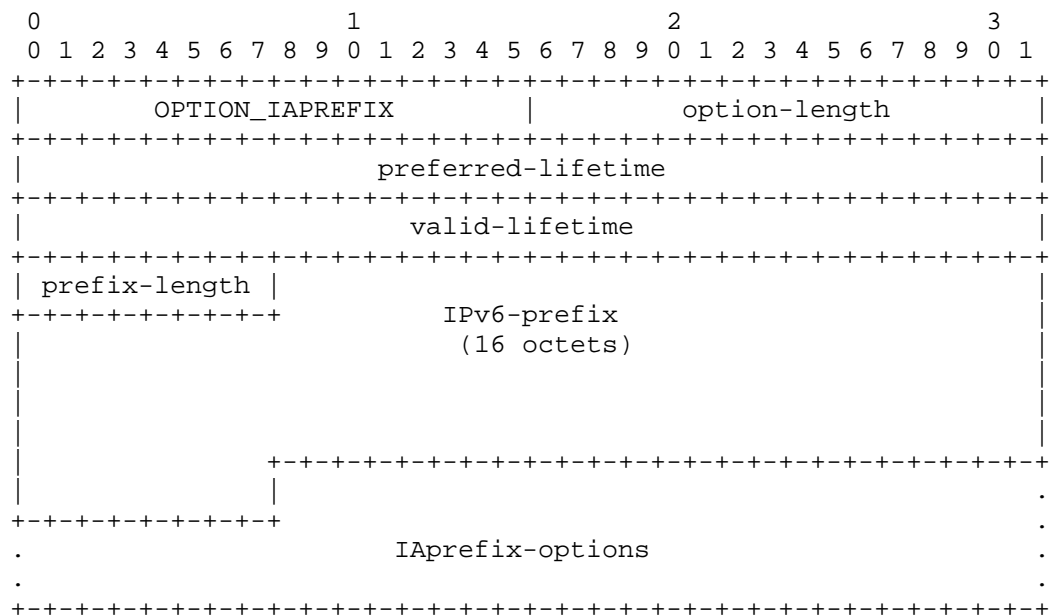 0                   1                   2                   3
0 1 2 3 4 5 6 7 8 9 0 1 2 3 4 5 6 7 8 9 0 1 2 3 4 5 6 7 8 9 0 1
+-+-+-+-+-+-+-+-+-+-+-+-+-+-+-+-+-+-+-+-+-+-+-+-+-+-+-+-+-+-+-+-+
|        OPTION_IAPREFIX        |         option-length         |
+-+-+-+-+-+-+-+-+-+-+-+-+-+-+-+-+-+-+-+-+-+-+-+-+-+-+-+-+-+-+-+-+
|                      preferred-lifetime                       |
+-+-+-+-+-+-+-+-+-+-+-+-+-+-+-+-+-+-+-+-+-+-+-+-+-+-+-+-+-+-+-+-+
|                        valid-lifetime                         |
+-+-+-+-+-+-+-+-+-+-+-+-+-+-+-+-+-+-+-+-+-+-+-+-+-+-+-+-+-+-+-+-+
| prefix-length |                                               |
+-+-+-+-+-+-+-+-+          IPv6-prefix                          |
|                           (16 octets)                         |
|                                                               |
|                                                               |
|                                                               |
|               +-+-+-+-+-+-+-+-+-+-+-+-+-+-+-+-+-+-+-+-+-+-+-+-+
|               |                                               .
+-+-+-+-+-+-+-+-+                                               .
.                       IAprefix-options                        .
.                                                               .
+-+-+-+-+-+-+-+-+-+-+-+-+-+-+-+-+-+-+-+-+-+-+-+-+-+-+-+-+-+-+-+-+